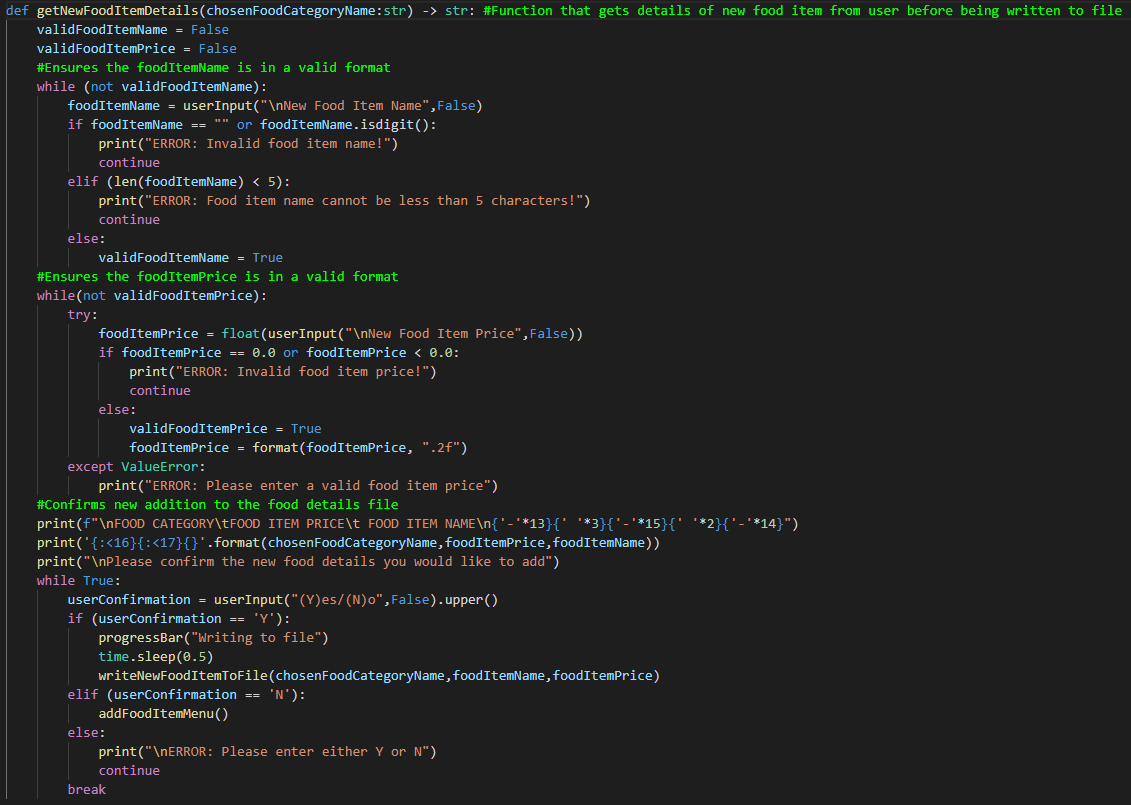 def getNewFoodItemDetails(chosenFoodCategoryName:str) -> str: #Function that gets details of new food item from user before being written to file
    validFoodItemName = False
    validFoodItemPrice = False
    #Ensures the foodItemName is in a valid format
    while (not validFoodItemName):
        foodItemName = userInput("\nNew Food Item Name",False)
        if foodItemName == "" or foodItemName.isdigit():
            print("ERROR: Invalid food item name!")
            continue
        elif (len(foodItemName) < 5):
            print("ERROR: Food item name cannot be less than 5 characters!")
            continue
        else:
            validFoodItemName = True
    #Ensures the foodItemPrice is in a valid format
    while(not validFoodItemPrice):
        try:
            foodItemPrice = float(userInput("\nNew Food Item Price",False))
            if foodItemPrice == 0.0 or foodItemPrice < 0.0:
                print("ERROR: Invalid food item price!")
                continue
            else:
                validFoodItemPrice = True
                foodItemPrice = format(foodItemPrice, ".2f")
        except ValueError:
            print("ERROR: Please enter a valid food item price")
    #Confirms new addition to the food details file
    print(f"\nFOOD CATEGORY\tFOOD ITEM PRICE\t FOOD ITEM NAME\n{'-'*13}{' '*3}{'-'*15}{' '*2}{'-'*14}")
    print('{:<16}{:<17}{}'.format(chosenFoodCategoryName,foodItemPrice,foodItemName))
    print("\nPlease confirm the new food details you would like to add")
    while True:
        userConfirmation = userInput("(Y)es/(N)o",False).upper()
        if (userConfirmation == 'Y'):
            progressBar("Writing to file")
            time.sleep(0.5)
            writeNewFoodItemToFile(chosenFoodCategoryName,foodItemName,foodItemPrice)
        elif (userConfirmation == 'N'):
            addFoodItemMenu()
        else:
            print("\nERROR: Please enter either Y or N")
            continue
        break